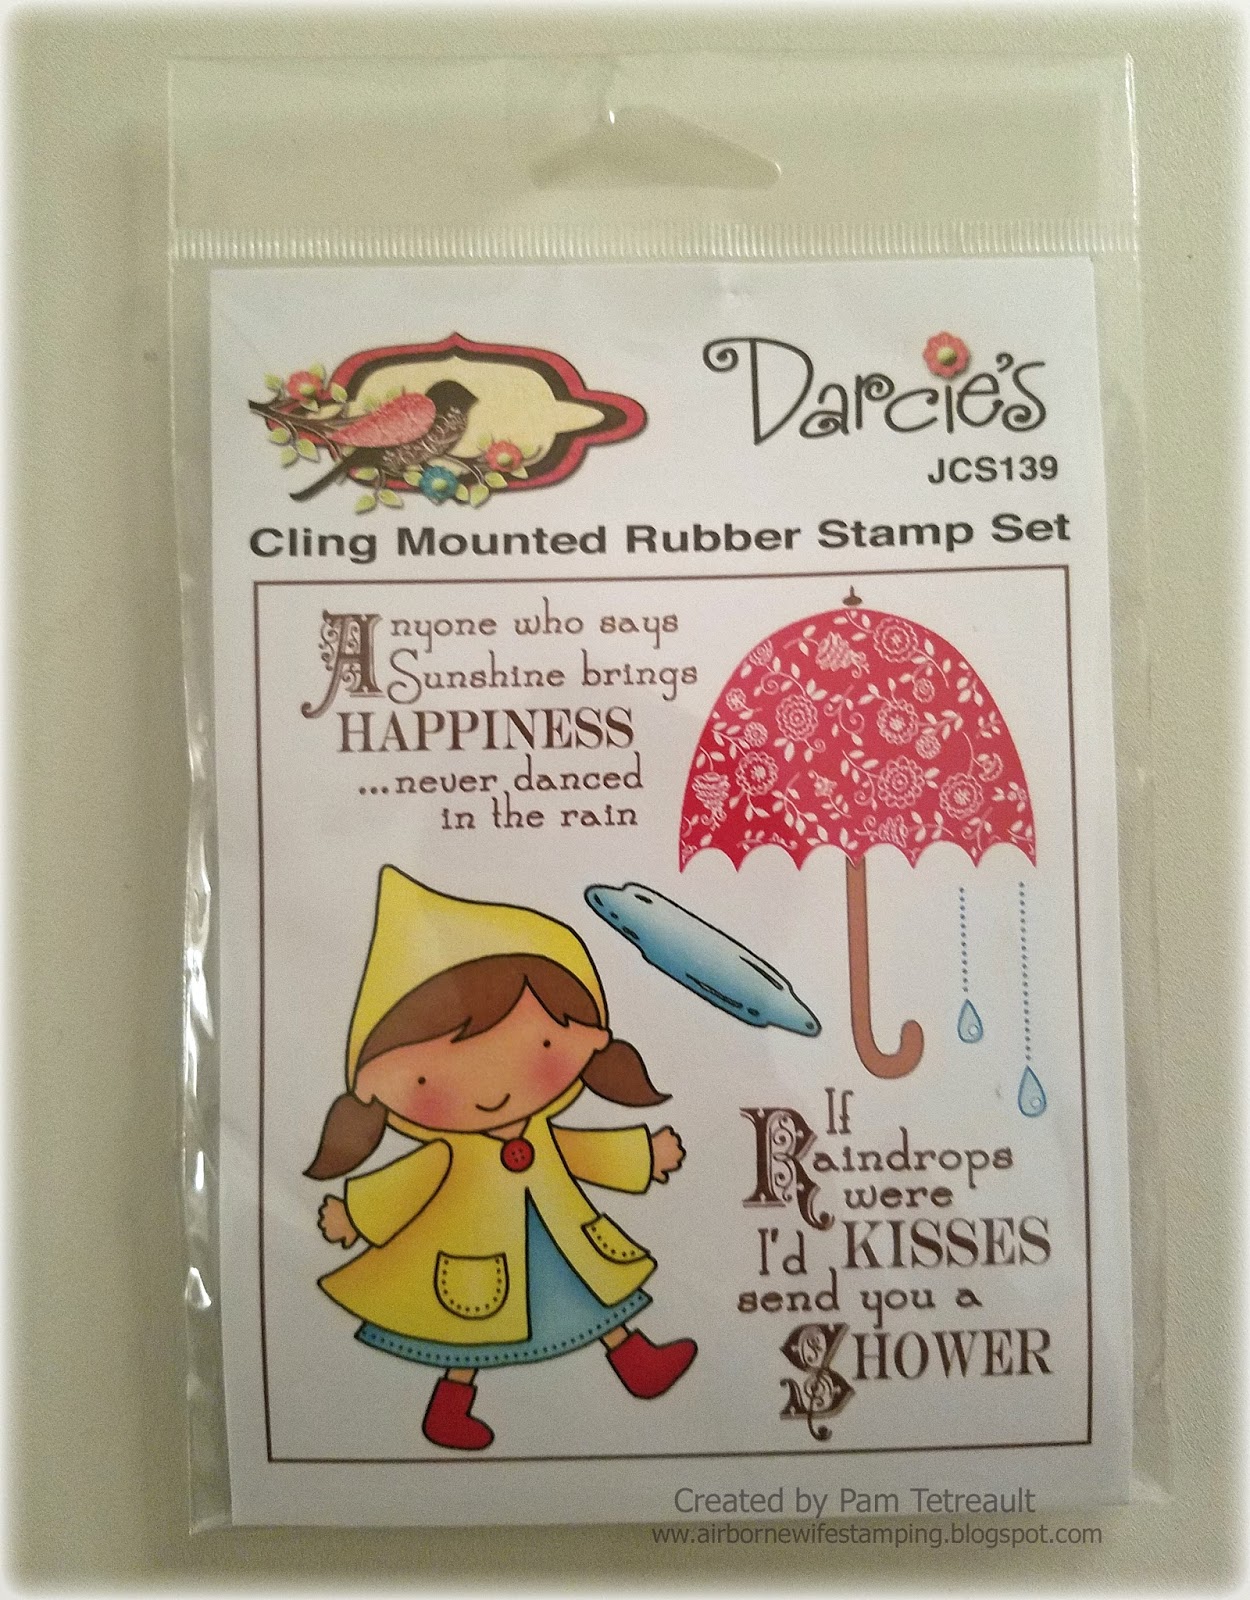 Darcie's
JCS139
Cling Mounted Rubber Stamp Set
Anyone who says
Sunshine brings
HAPPINESS
...never danced
in the rain
If
Raindrops
were
I'd KISSES
send you a
SHOWER
Created by Pam Tetreault
ww.airbornewifestamping.blogspot.com